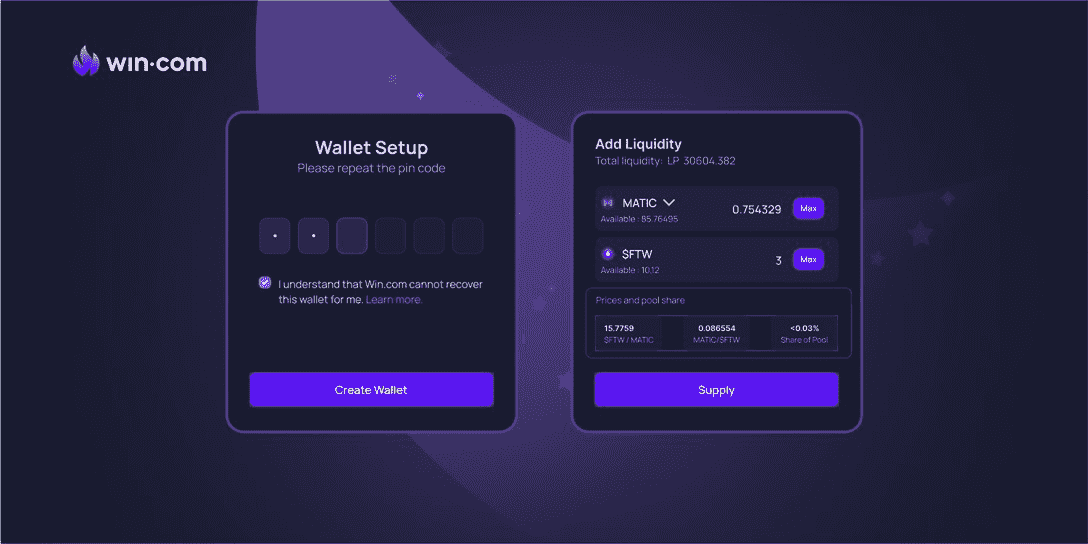 win·com
Wallet Setup
Please repeat the pin code
I understand that Win.com cannot recover
this wallet for me. Learn more.
Create Wallet
Add Liquidity
Total liquidity: LP 30604.382
MATIC
0.754329
Max
Available : 85.76495
$FTW
3
Max
Available : 10,12
Prices and pool share
15.7759
0.086554
<0.03%
$FTW / MATIC
MATIC/$FTW
Share of Pool
Supply